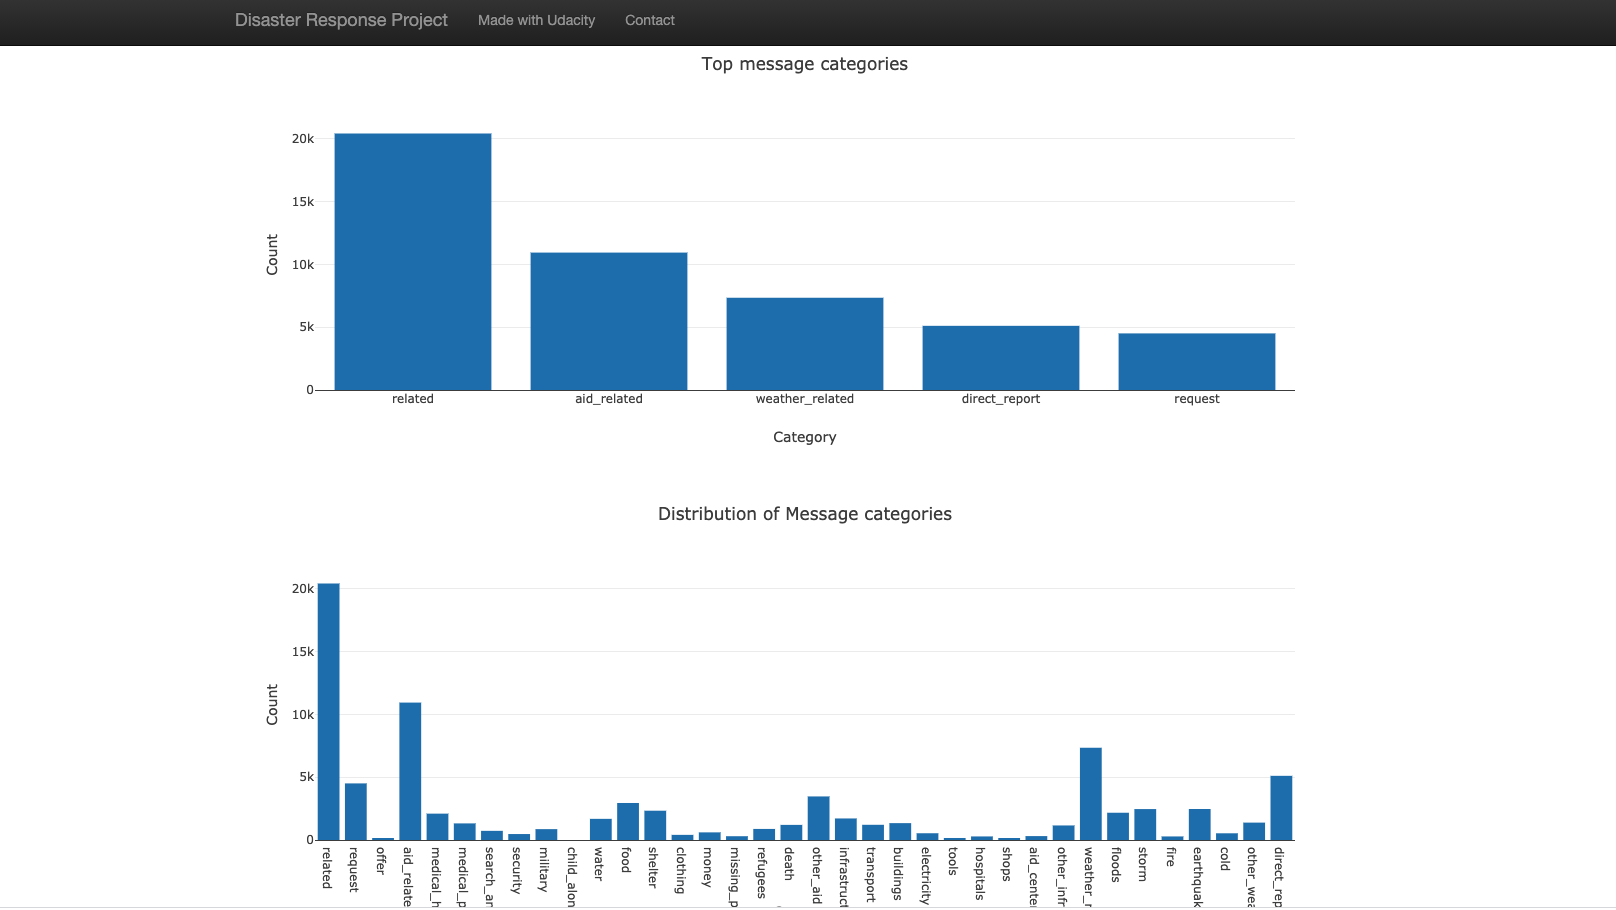 Disaster Response Project Made with Udacity Contact
Top message categories
20k
15k
10k
5k
0
Count
related aid_related weather_related direct_report request
Category
Distribution of Message categories
20k
15k
10k
5k
0
Count
related
request
offer
aid_relate
medical_h
medical_p
search_ar
security
military
child_alon
water
food
shelter
clothing
money
missing_p
refugees
death
other_aid
infrastruct
transport
buildings
electricity
tools
hospitals
shops
aid_center
other_infr
weather_r
floods
storm
fire
earthquak
cold
other_wea
direct_rep